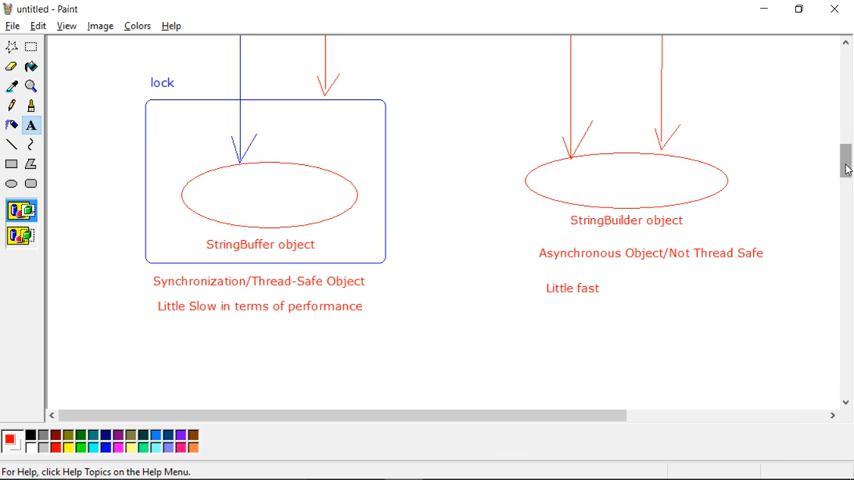 untitled - Paint
File Edit View Image Colors Help
A
lock
StringBuffer object
Synchronization/Thread-Safe Object
Little Slow in terms of performance
StringBuilder object
Asynchronous Object/Not Thread Safe
Little fast
For Help, click Help Topics on the Help Menu.